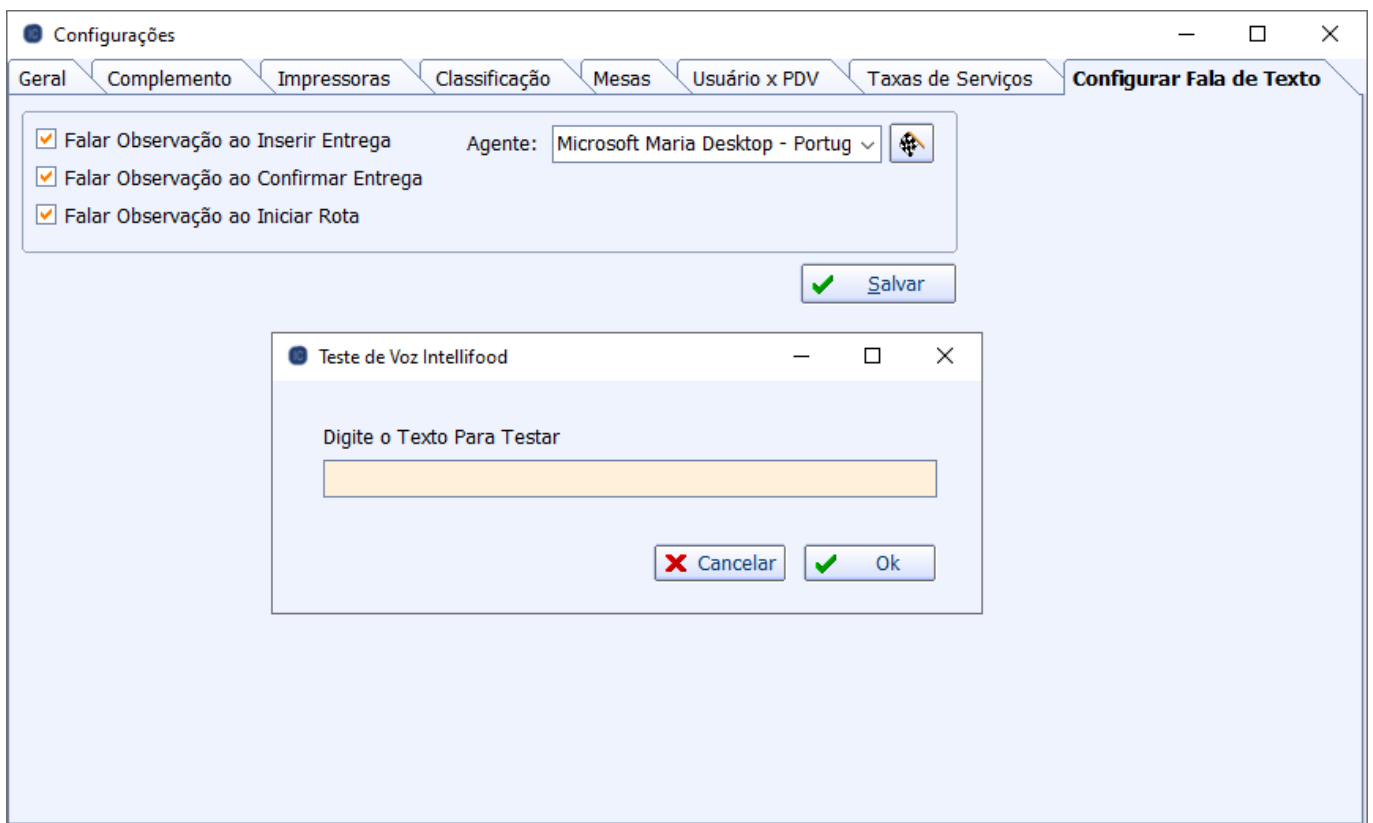 Configurações
Geral Complemento Impressoras Classificação Mesas Usuário x PDV Taxas de Serviços Configurar Fala de Texto
Falar Observação ao Inserir Entrega Agente: Microsoft Maria Desktop - Portug
Falar Observação ao Confirmar Entrega
Falar Observação ao Iniciar Rota
Salvar
Teste de Voz Intellifood
Digite o Texto Para Testar
Cancelar Ok